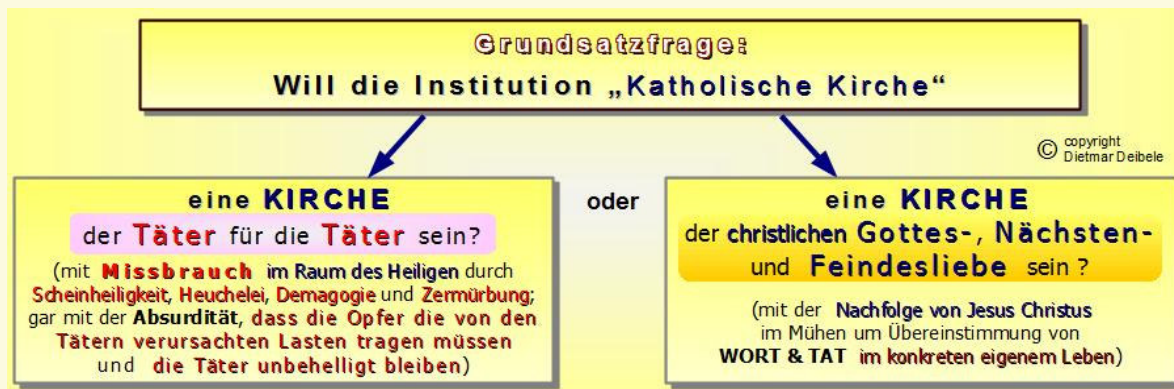 Grundsatzfrage:
Will die Institution „Katholische Kirche“
© copyright
Dietmar Deibele
eine KIRCHE
der Täter für die Täter sein?
(mit Missbrauch im Raum des Heiligen durch
Scheinheiligkeit, Heuchelei, Demagogie und Zermürbung;
gar mit der Absurdität, dass die Opfer die von den
Tätern verursachten Lasten tragen müssen
und die Täter unbehelligt bleiben)
oder
eine KIRCHE
der christlichen Gottes-, Nächsten-
und Feindesliebe sein ?
(mit der Nachfolge von Jesus Christus
im Mühen um Übereinstimmung von
WORT & TAT im konkreten eigenem Leben)